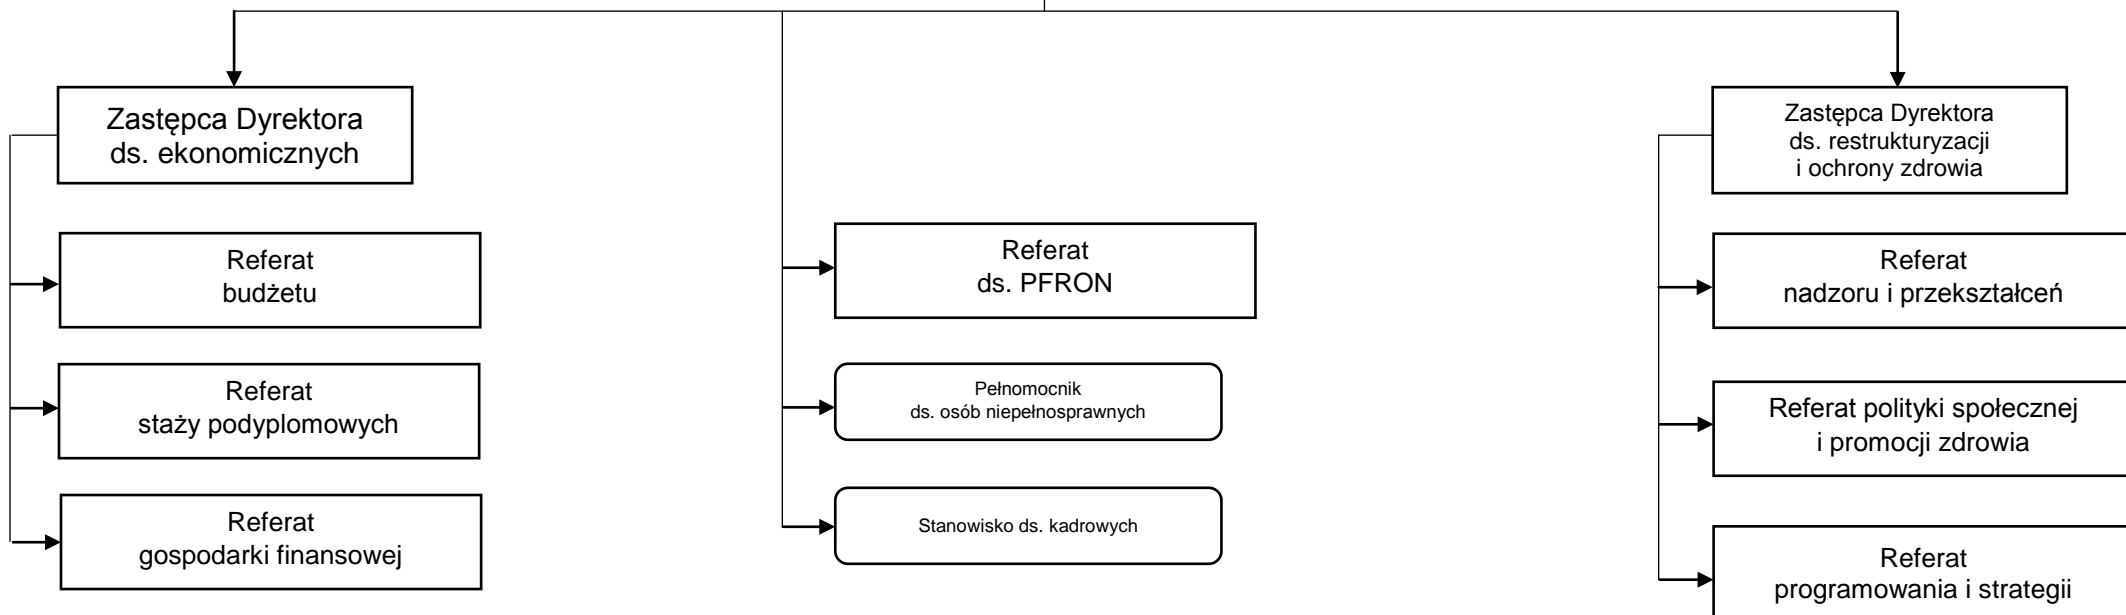 Zastępca Dyrektora
ds. ekonomicznych
Referat
budżetu
Referat
staży podyplomowych
Referat
gospodarki finansowej
Referat
ds. PFRON
Pełnomocnik
ds. osób niepełnosprawnych
Stanowisko ds. kadrowych
Zastępca Dyrektora
ds. restrukturyzacji
i ochrony zdrowia
Referat
nadzoru i przekształceń
Referat polityki społecznej
i promocji zdrowia
Referat
programowania i strategii